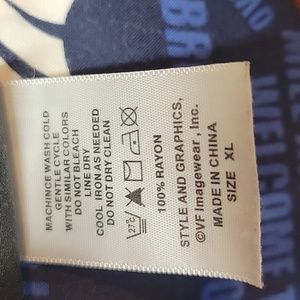 MACHINCE WASH COLD
GENTLE CYCLE
WITH SIMILAR COLORS
DO NOT BLEACH
LINE DRY
COOL IRON AS NEEDED
DO NOT DRY CLEAN
27°C
100% RAYON
STYLE AND GRAPHICS,
©VF Imagewear, Inc.
MADE IN CHINA
SIZE XL